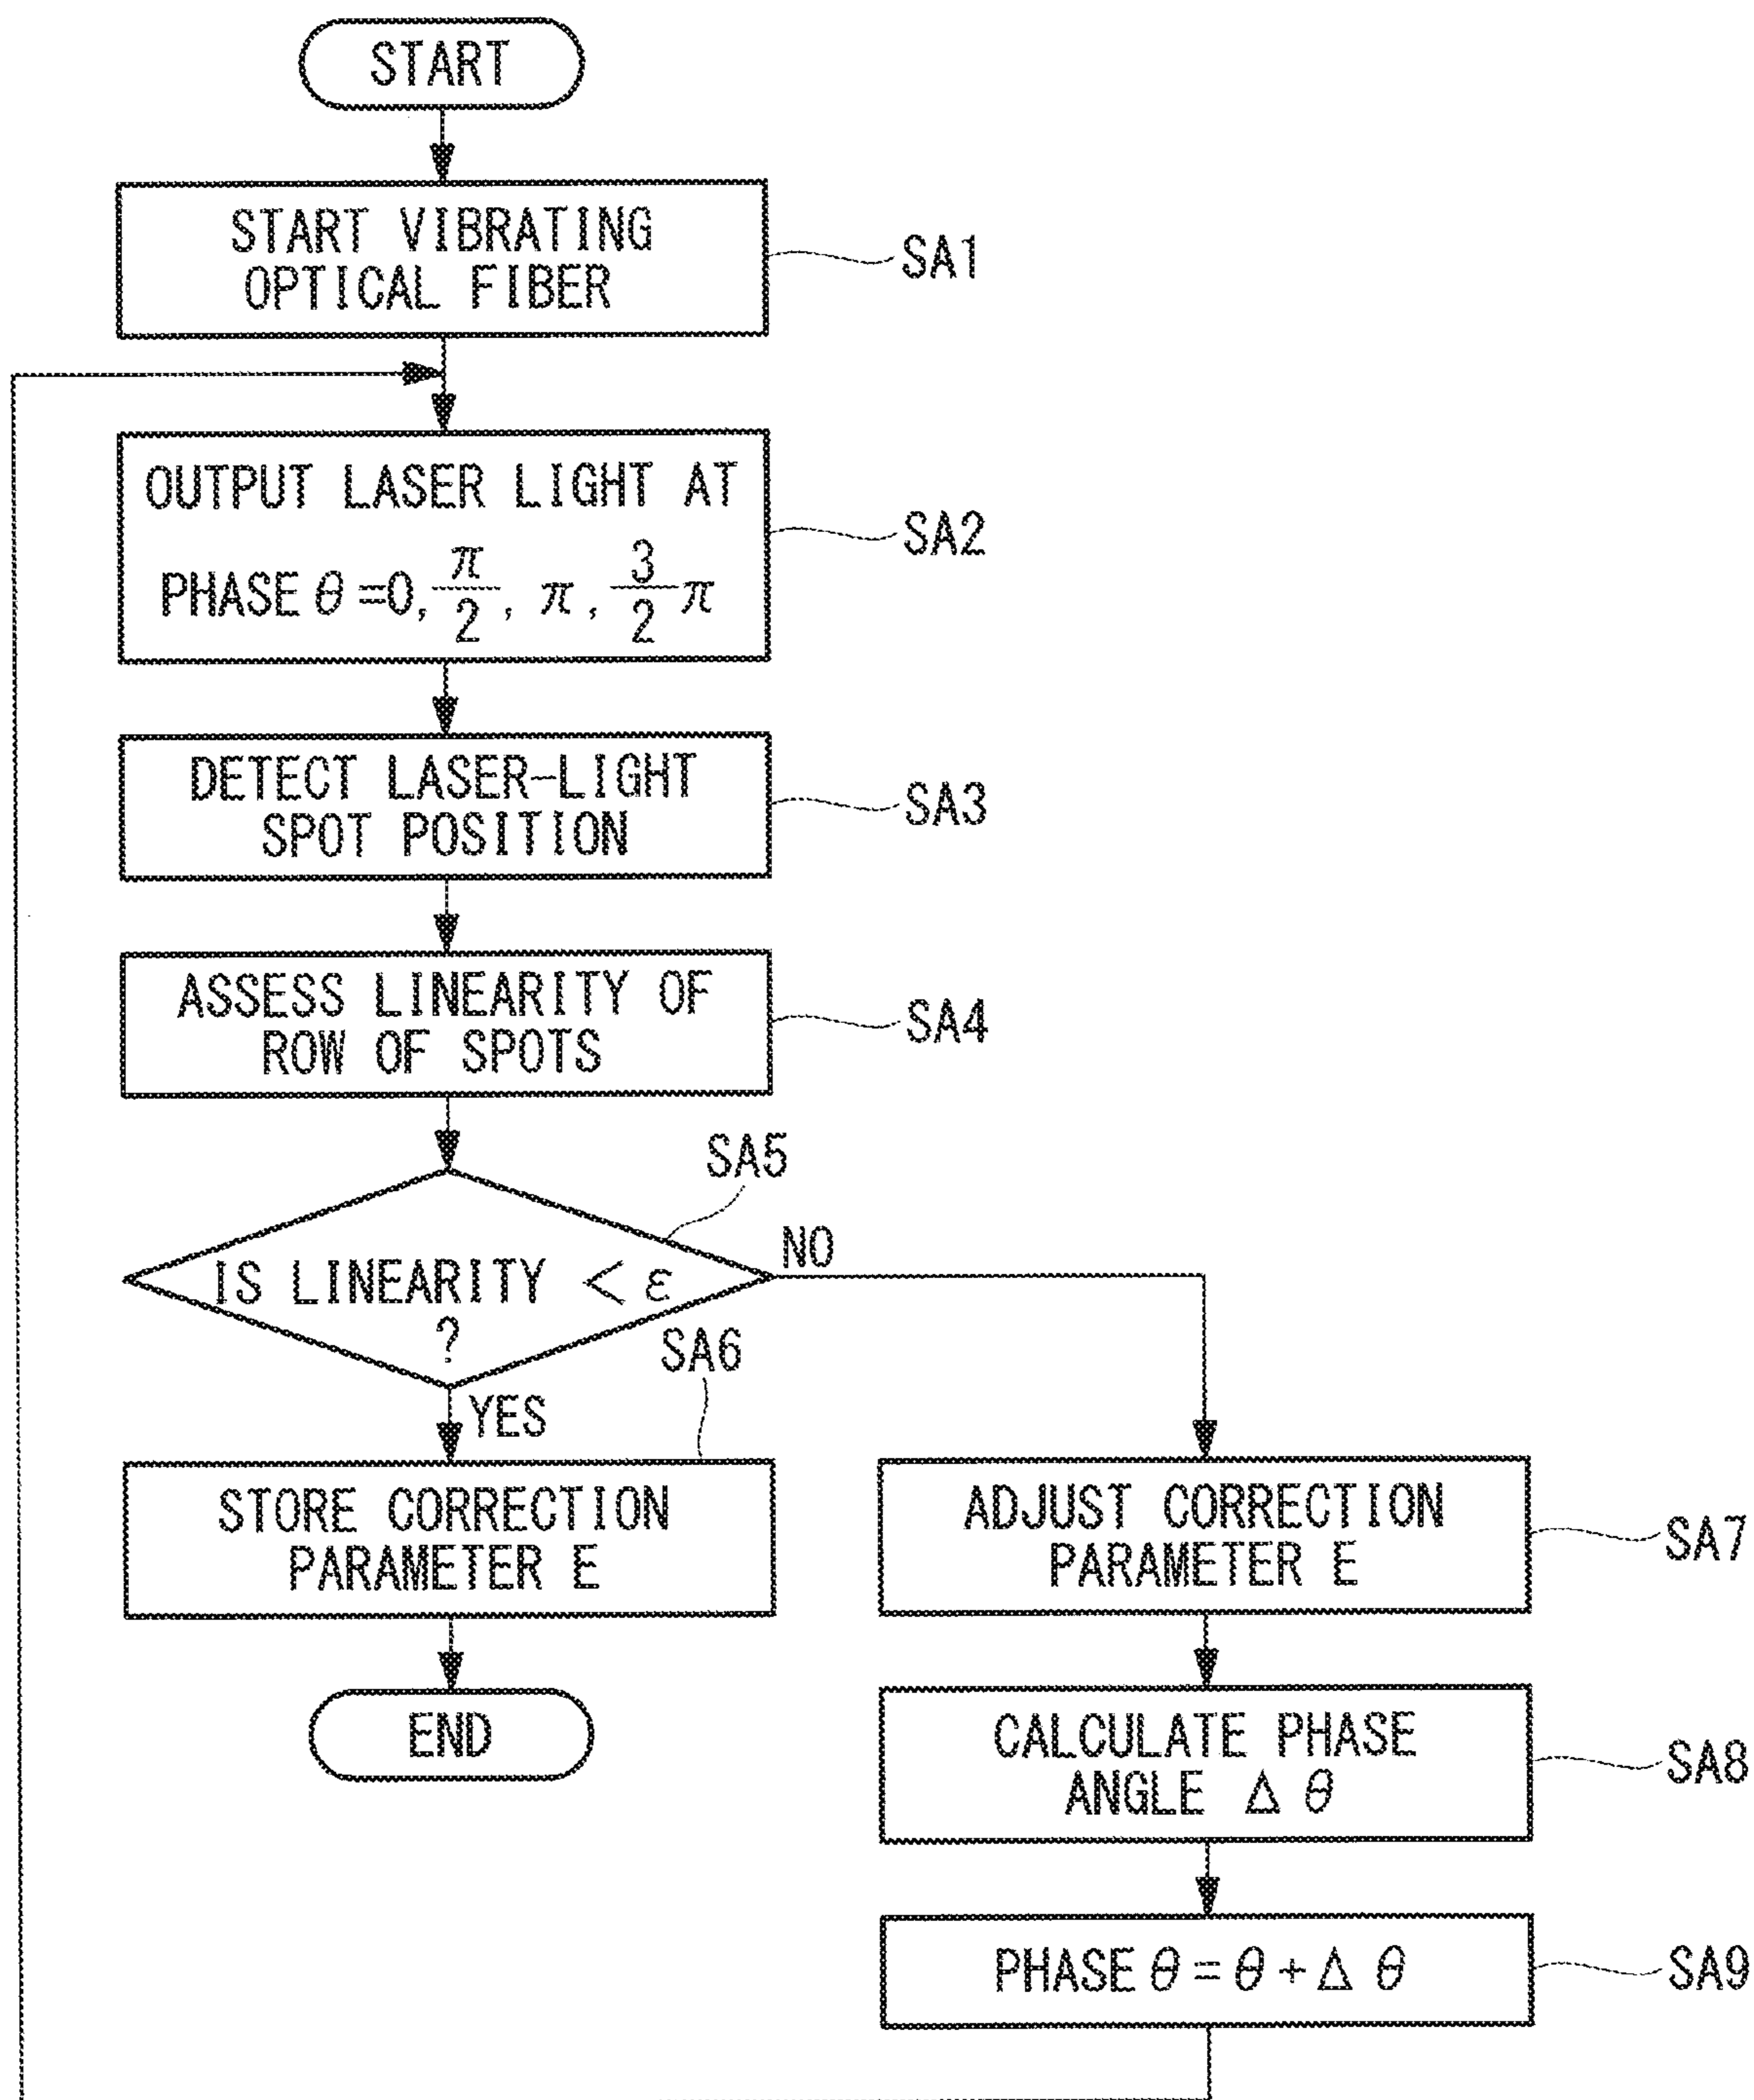 START
START VIBRATING
OPTICAL FIBER
SA1
OUTPUT LASER LIGHT AT
PHASE θ=0, π/2, π, 3/2 π
SA2
DETECT LASER-LIGHT
SPOT POSITION
SA3
ASSESS LINEARITY OF
ROW OF SPOTS
SA4
SA5
IS LINEARITY < ε
?
NO
YES
SA6
STORE CORRECTION
PARAMETER E
END
ADJUST CORRECTION
PARAMETER E
SA7
CALCULATE PHASE
ANGLE Δ θ
SA8
PHASE θ = θ + Δ θ
SA9